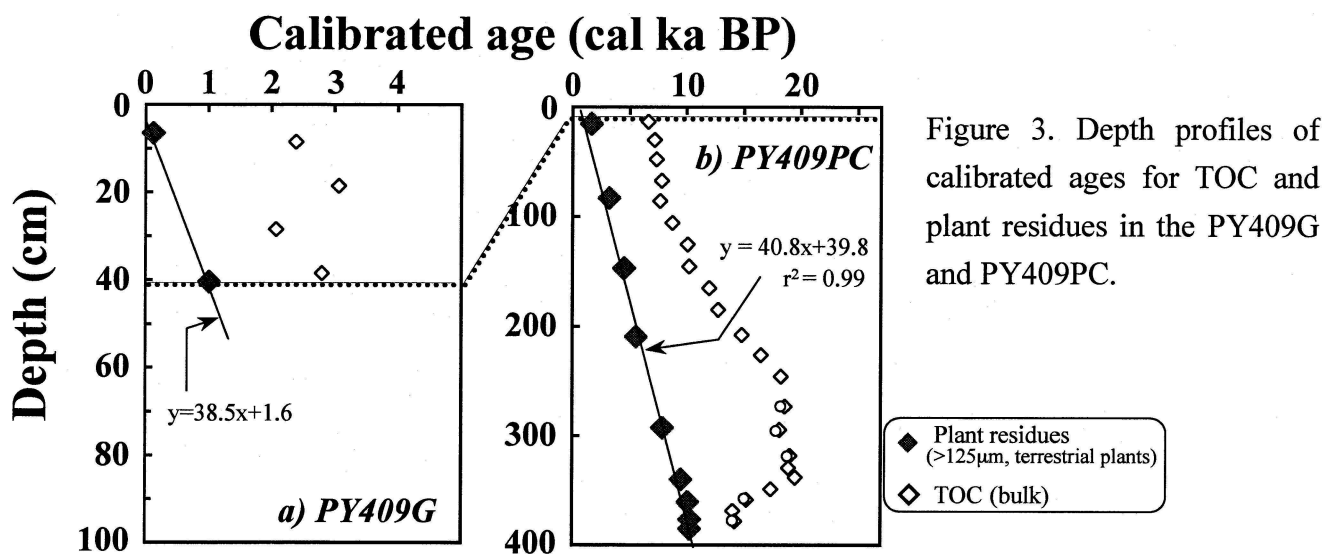 Calibrated age (cal ka BP)
0 1 2 3 4
0 10 20
Depth (cm)
0
20
40
60
80
100
y=38.5x+1.6
a) PY409G
0
100
200
300
400
b) PY409PC
y = 40.8x+39.8
r² = 0.99
Figure 3. Depth profiles of
calibrated ages for TOC and
plant residues in the PY409G
and PY409PC.
Plant residues
(>125μm, terrestrial plants)
TOC (bulk)